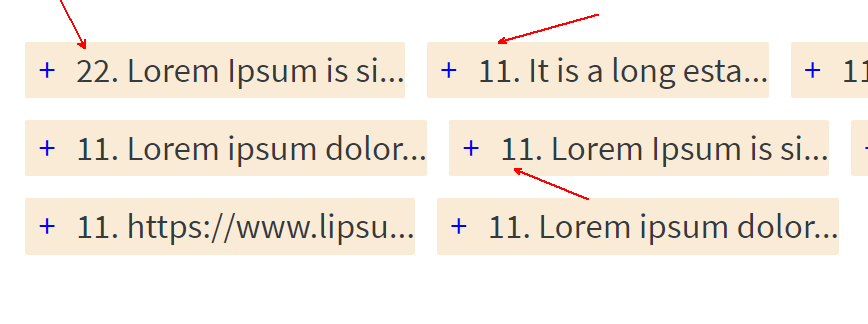 + 22. Lorem Ipsum is si... + 11. It is a long esta... + 11
+ 11. Lorem ipsum dolor... + 11. Lorem Ipsum is si... +
+ 11. https://www.lipsu... + 11. Lorem ipsum dolor...